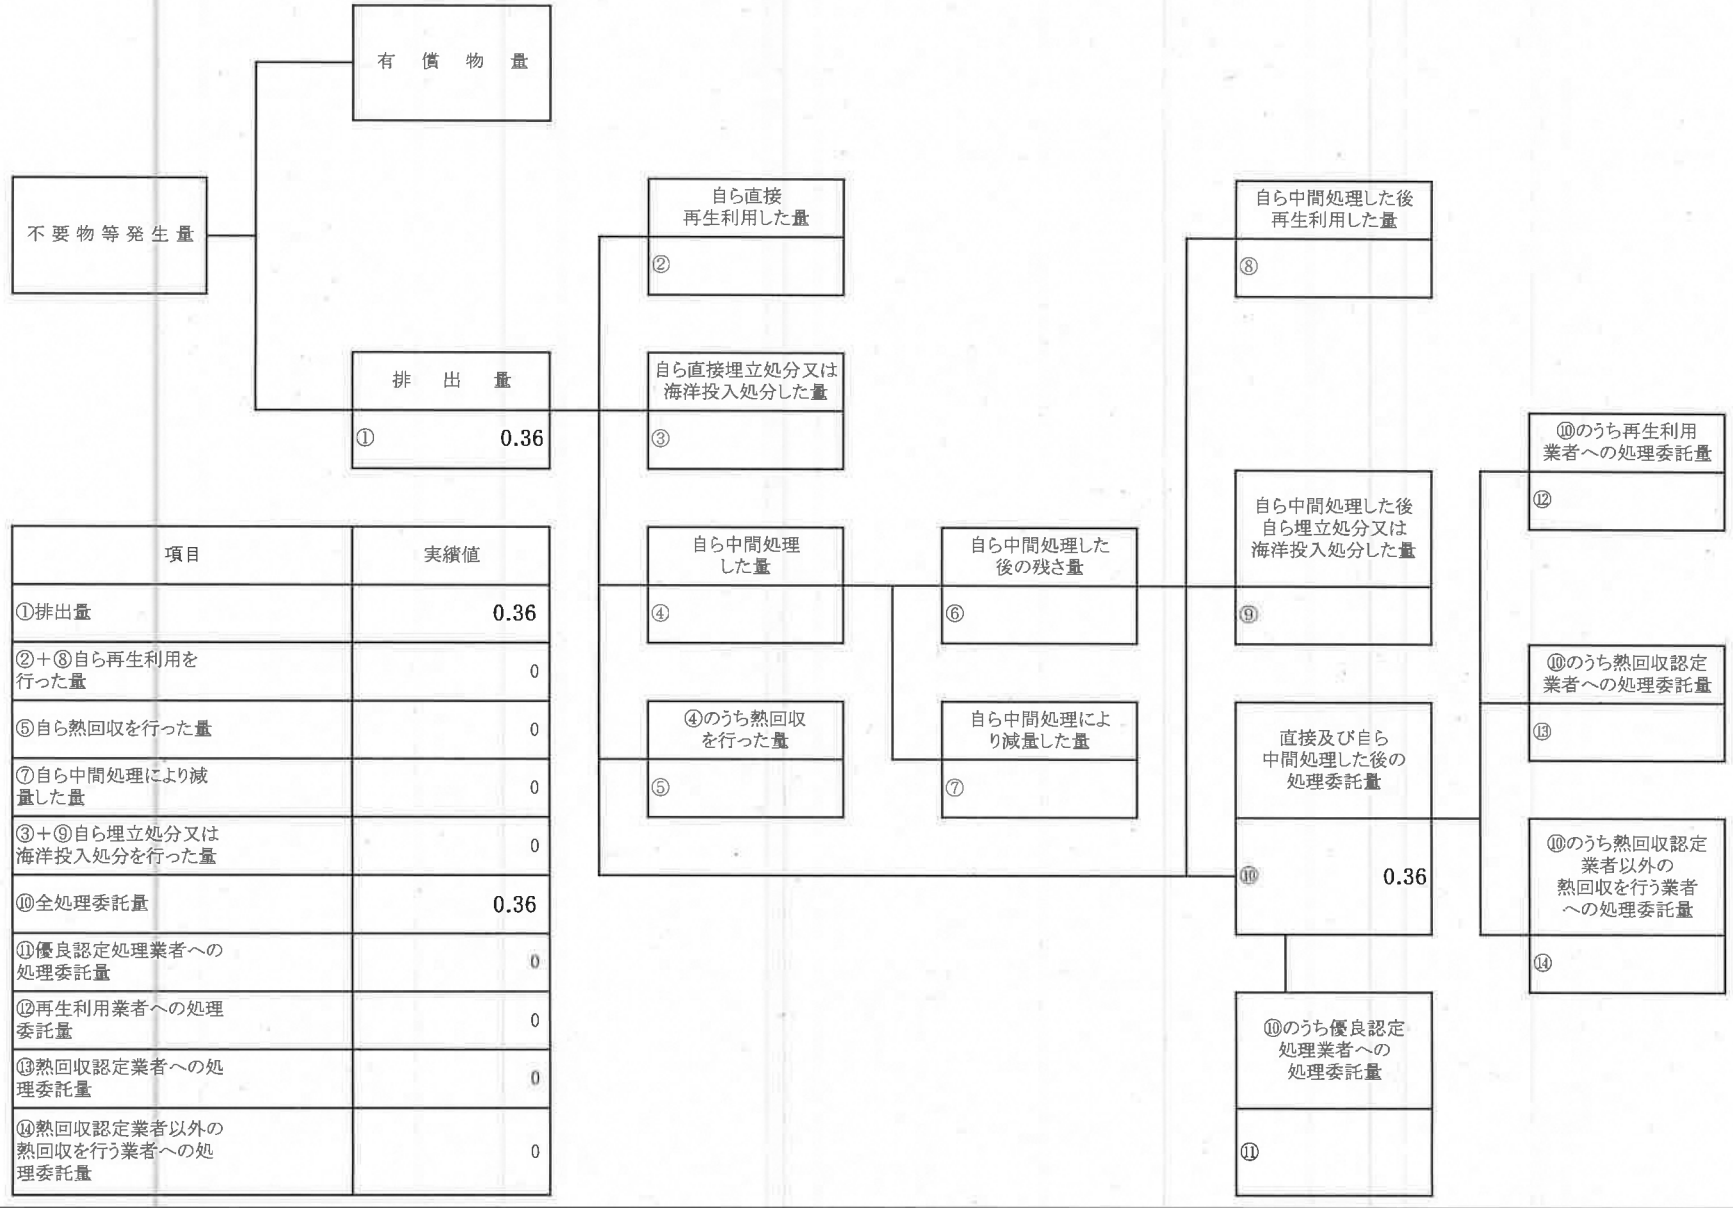 有償物量
不要物等発生量
排出量
① 0.36
自ら直接
再生利用した量
②
自ら直接埋立処分又は
海洋投入処分した量
③
自ら中間処理
した量
④
④のうち熱回収
を行った量
⑤
自ら中間処理した
後の残さ量
⑥
自ら中間処理によ
り減量した量
⑦
自ら中間処理した後
再生利用した量
⑧
自ら中間処理した後
自ら埋立処分又は
海洋投入処分した量
⑨
直接及び自ら
中間処理した後の
処理委託量
⑩ 0.36
⑩のうち優良認定
処理業者への
処理委託量
⑪
⑩のうち再生利用
業者への処理委託量
⑫
⑩のうち熱回収認定
業者への処理委託量
⑬
⑩のうち熱回収認定
業者以外の
熱回収を行う業者
への処理委託量
⑭
項目 実績値
①排出量 0.36
②＋⑧自ら再生利用を
行った量 0
⑤自ら熱回収を行った量 0
⑦自ら中間処理により減
量した量 0
③＋⑨自ら埋立処分又は
海洋投入処分を行った量 0
⑩全処理委託量 0.36
⑪優良認定処理業者への
処理委託量 0
⑫再生利用業者への処理
委託量 0
⑬熱回収認定業者への処
理委託量 0
⑭熱回収認定業者以外の
熱回収を行う業者への処
理委託量 0